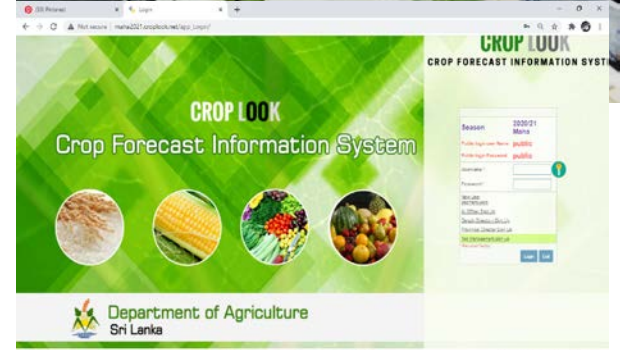 Login
Not secure | maha2021.croplook.net/app_Login/
CROP LOOK
CROP FORECAST INFORMATION SYST
CROP LOOK
Crop Forecast Information System
Season
2020/21
Maha
Public login User Name public
Public login Password public
Username
Password
Login
Department of Agriculture
Sri Lanka